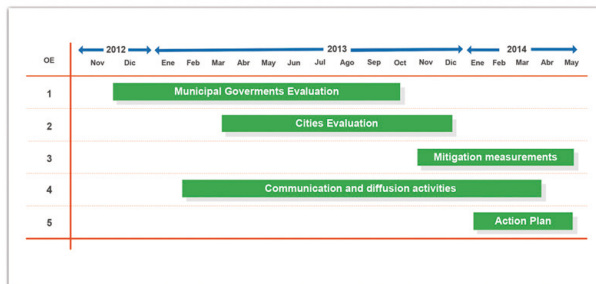 2012 2013 2014
OE Nov Dic Ene Feb Mar Abr May Jun Jul Ago Sep Oct Nov Dic Ene Feb Mar Abr May
1 Municipal Goverments Evaluation
2 Cities Evaluation
3 Mitigation measurements
4 Communication and diffusion activities
5 Action Plan